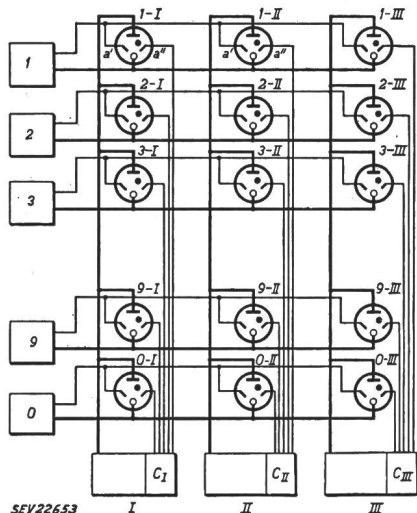 1-I 1-II 1-III
1 a' a" a' a"
2-I 2-II 2-III
2
3-I 3-II 3-III
3
9-I 9-II 9-III
9
0-I 0-II 0-III
0
C_I C_II C_III
SEV22653 I II III